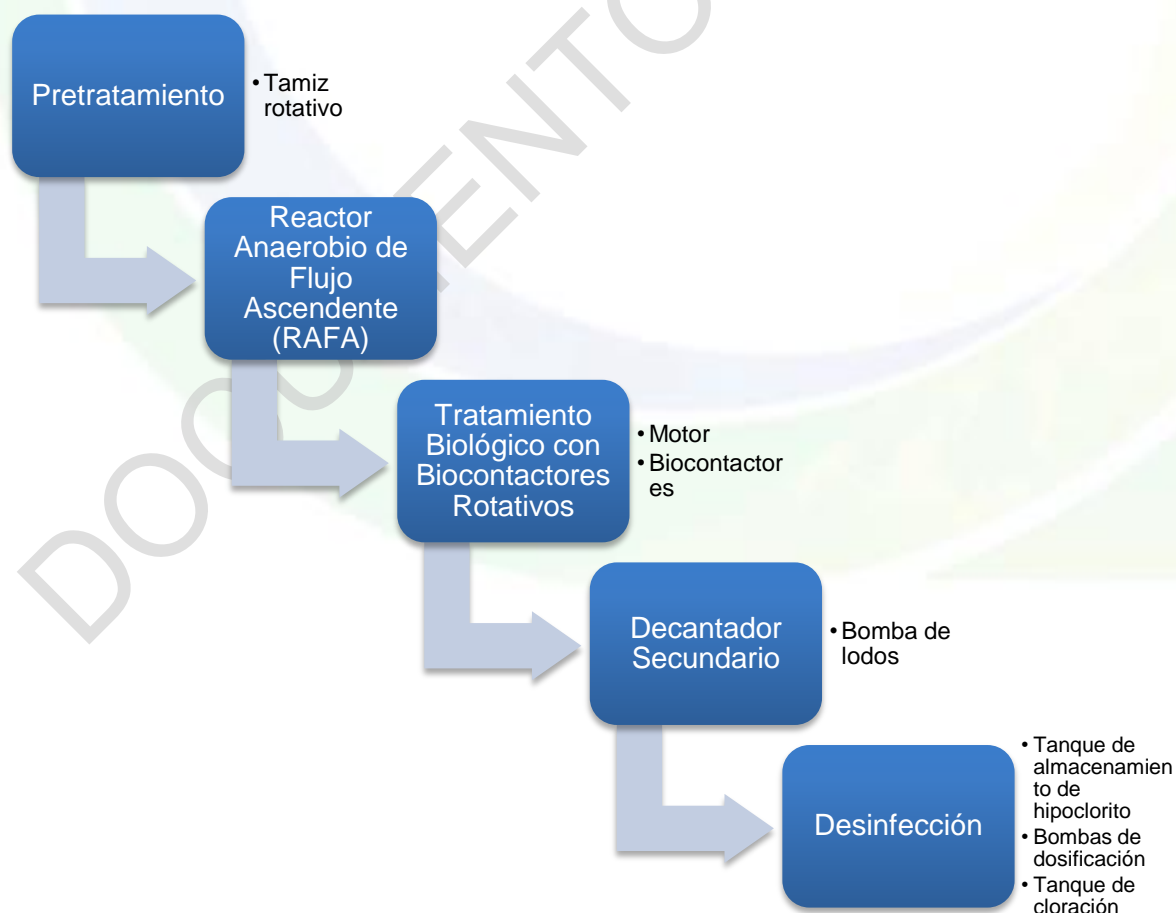 Pretratamiento
• Tamiz
rotativo
Reactor
Anaerobio de
Flujo
Ascendente
(RAFA)
Tratamiento
Biológico con
Biocontactores
Rotativos
• Motor
• Biocontactor
es
Decantador
Secundario
• Bomba de
lodos
Desinfección
• Tanque de
almacenamien
to de
hipoclorito
• Bombas de
dosificación
• Tanque de
cloración